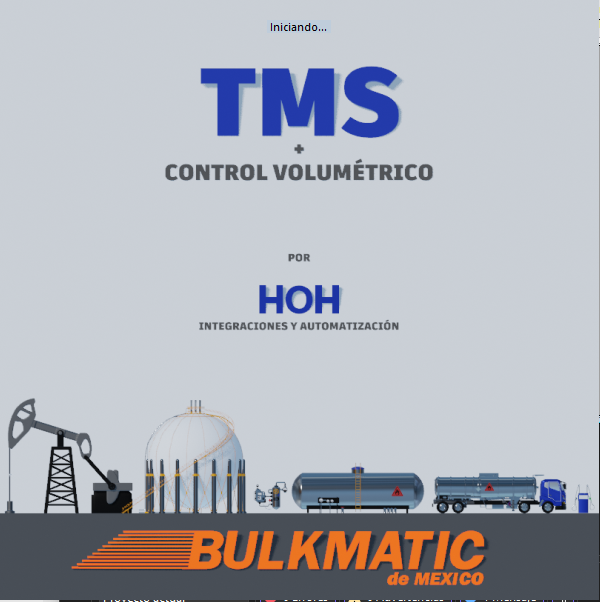 Iniciando...
TMS
+
CONTROL VOLUMÉTRICO
POR
HOH
INTEGRACIONES Y AUTOMATIZACIÓN
BULKMATIC
de MEXICO